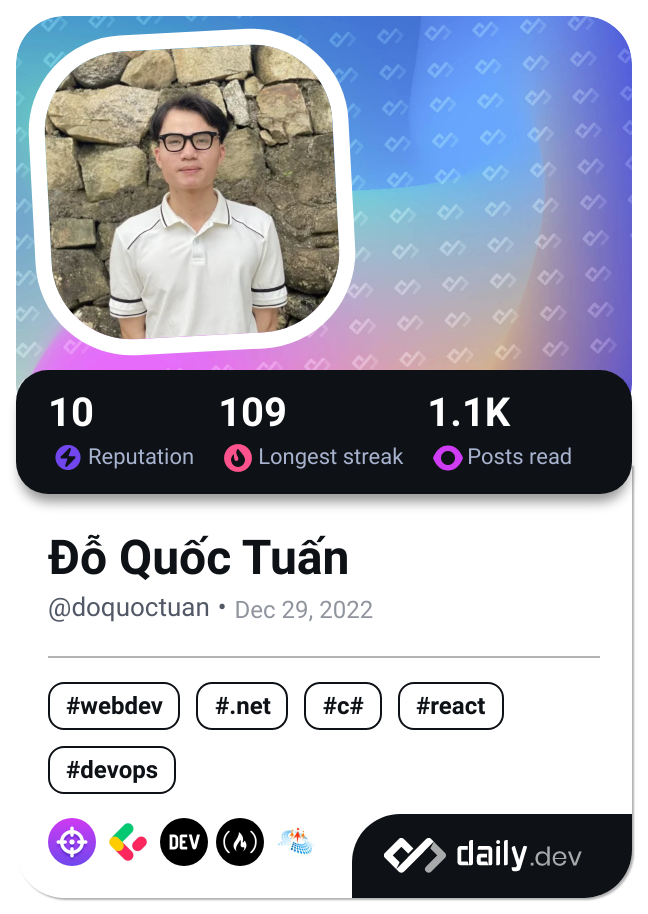 10 109 1.1K
Reputation Longest streak Posts read
Đỗ Quốc Tuấn
@doquoctuan • Dec 29, 2022
#webdev #.net #c# #react
#devops
DEV
daily.dev